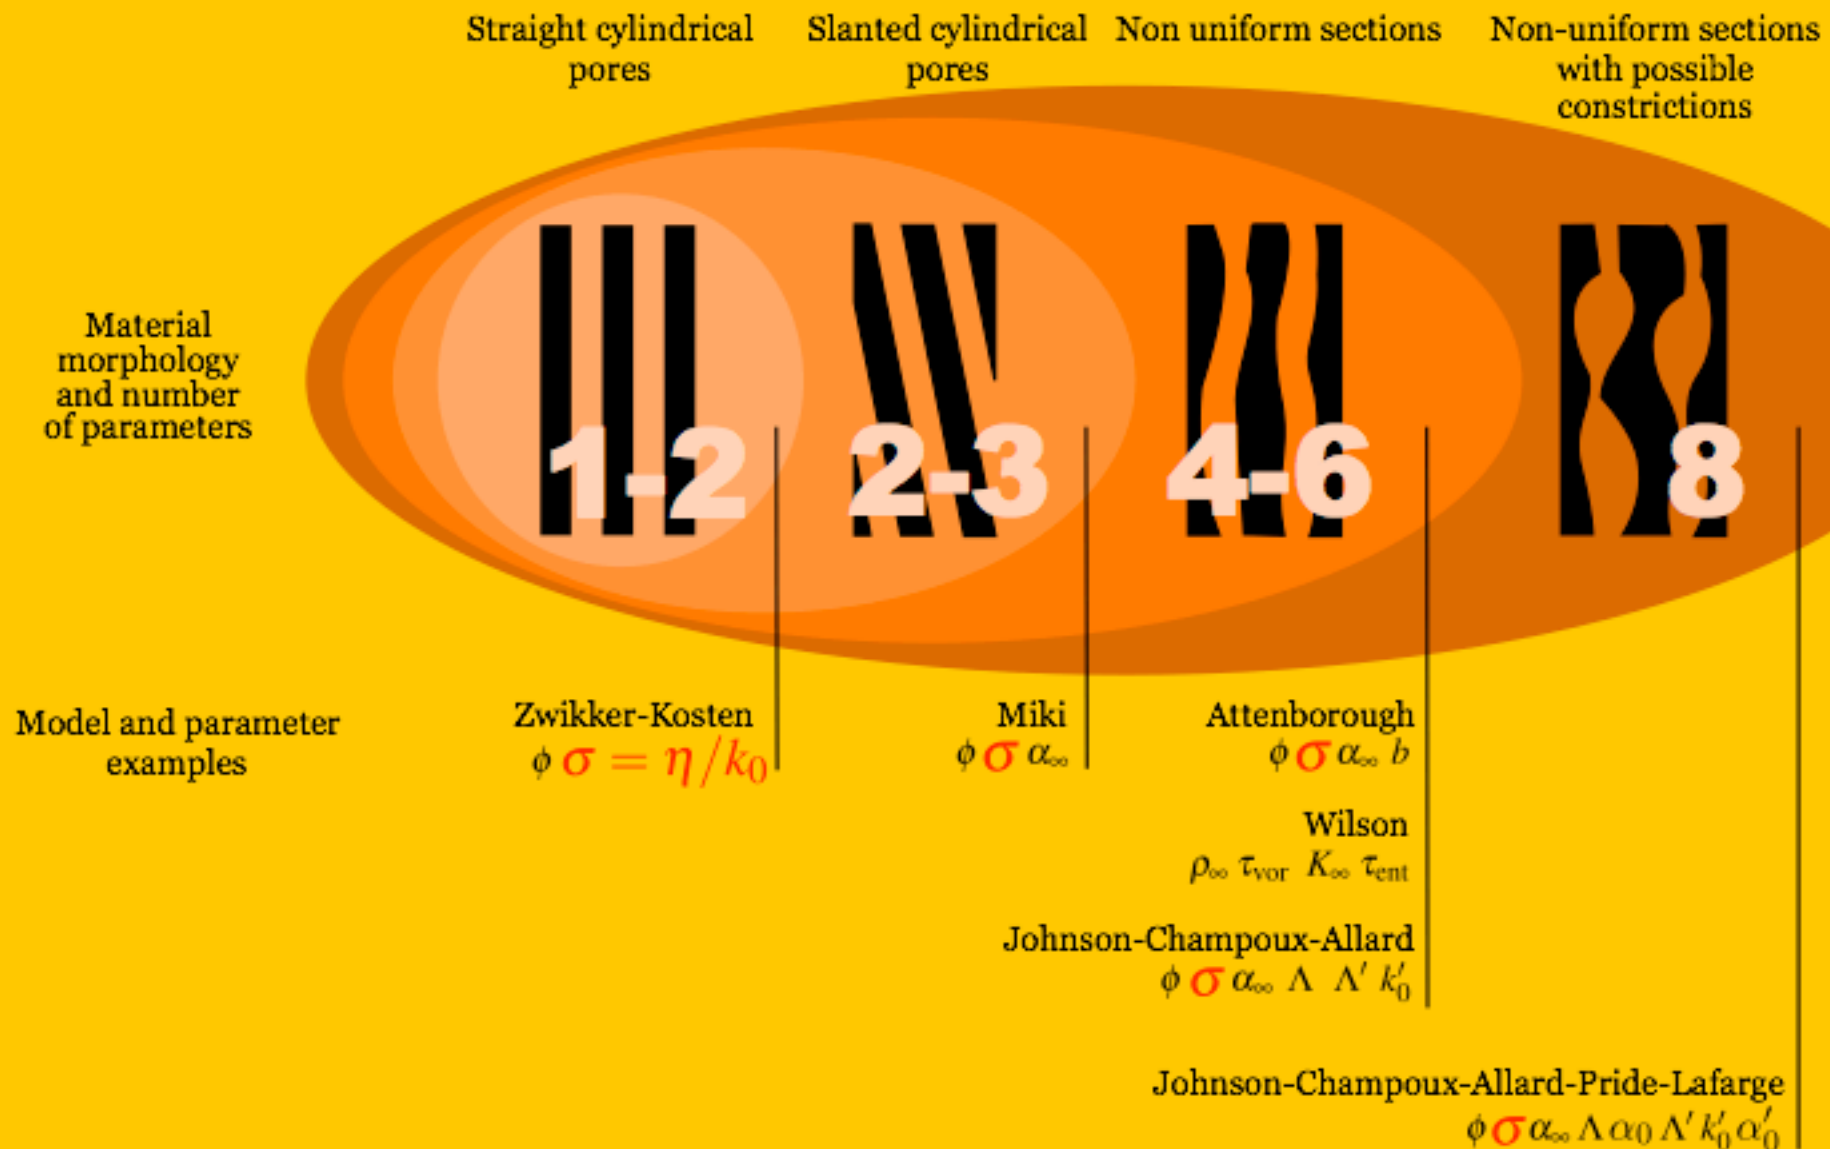 Straight cylindrical
pores
Slanted cylindrical
pores
Non uniform sections
Non-uniform sections
with possible
constrictions
Material
morphology
and number
of parameters
1-2
2-3
4-6
8
Model and parameter
examples
Zwikker-Kosten
ϕ σ = η/k₀
Miki
ϕ σ α∞
Attenborough
ϕ σ α∞ b
Wilson
ρ∞ τvor K∞ τent
Johnson-Champoux-Allard
ϕ σ α∞ Λ Λ′ k′₀
Johnson-Champoux-Allard-Pride-Lafarge
ϕ σ α∞ Λ α₀ Λ′ k′₀ α′₀